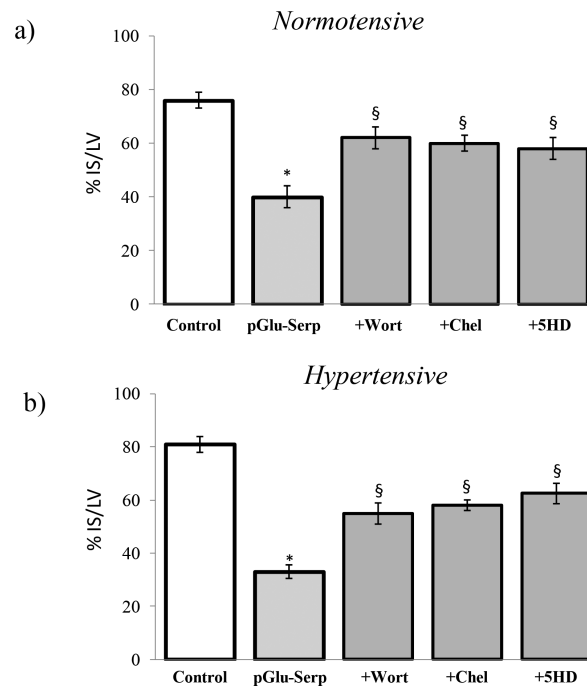 a)
Normotensive
100
80
60
40
20
0
% IS/LV
*
§
§
§
Control pGlu-Serp +Wort +Chel +5HD
b)
Hypertensive
100
80
60
40
20
0
% IS/LV
*
§
§
§
Control pGlu-Serp +Wort +Chel +5HD